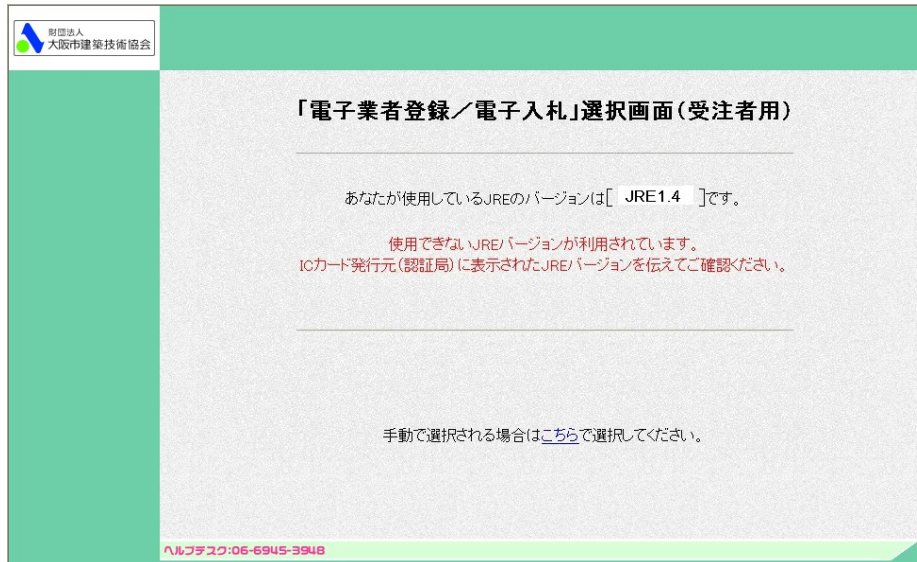 財団法人
大阪市建築技術協会
「電子業者登録／電子入札」選択画面(受注者用)
あなたが使用しているJREのバージョンは[ JRE1.4 ]です。
使用できないJREバージョンが利用されています。
ICカード発行元(認証局)に表示されたJREバージョンを伝えてご確認ください。
手動で選択される場合はこちらで選択してください。
ヘルプデスク:06-6945-3948